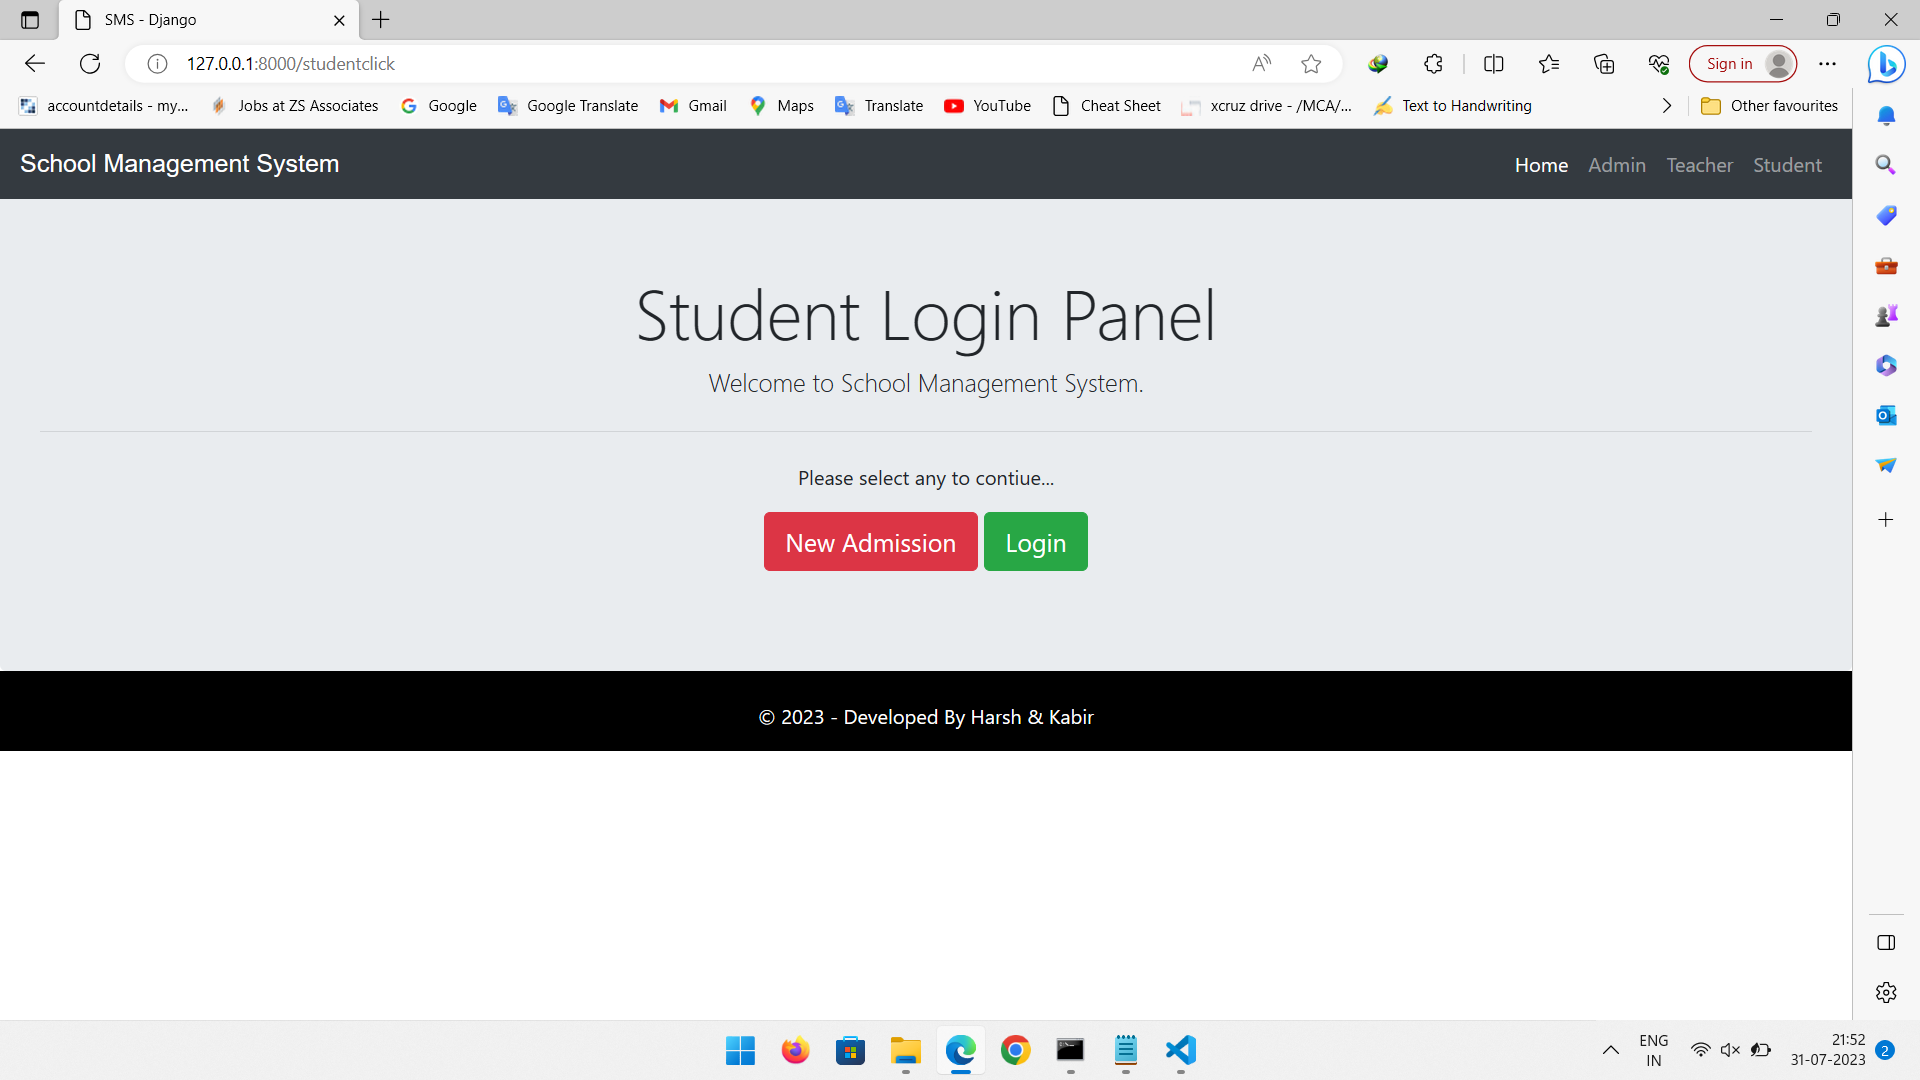 SMS - Django
127.0.0.1:8000/studentclick
Sign in
accountdetails - my... Jobs at ZS Associates Google Google Translate Gmail Maps Translate YouTube Cheat Sheet xcruz drive - /MCA/... Text to Handwriting Other favourites
School Management System Home Admin Teacher Student
Student Login Panel
Welcome to School Management System.
Please select any to contiue...
New Admission Login
© 2023 - Developed By Harsh & Kabir
ENG
IN
21:52
31-07-2023
2